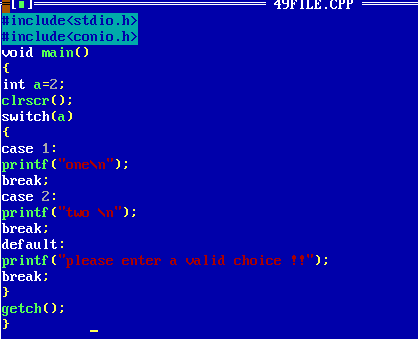 [■] 49FILE.CPP
#include<stdio.h>
#include<conio.h>
void main()
{
int a=2;
clrscr();
switch(a)
{
case 1:
printf("one\n");
break;
case 2:
printf("two \n");
break;
default:
printf("please enter a valid choice !!");
break;
}
getch();
}